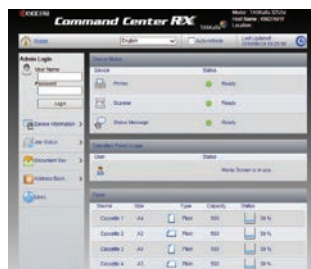 KYOCERA
Command Center RX
Home
English
Auto-refresh
Last Updated
Admin Login
User Name
Password
Login
Device Information
Job Status
Document Box
Address Book
Links
Device Status
Device Status
Printer Ready
Scanner Ready
Status Message Ready
Operation Panel Usage
User Status
Home Screen is in use.
Paper
Source Size Type Capacity Status
Cassette 1 A4 Plain 500
Cassette 2 A3 Plain 500
Cassette 3 A4 Plain 500
Cassette 4 A3 Plain 500